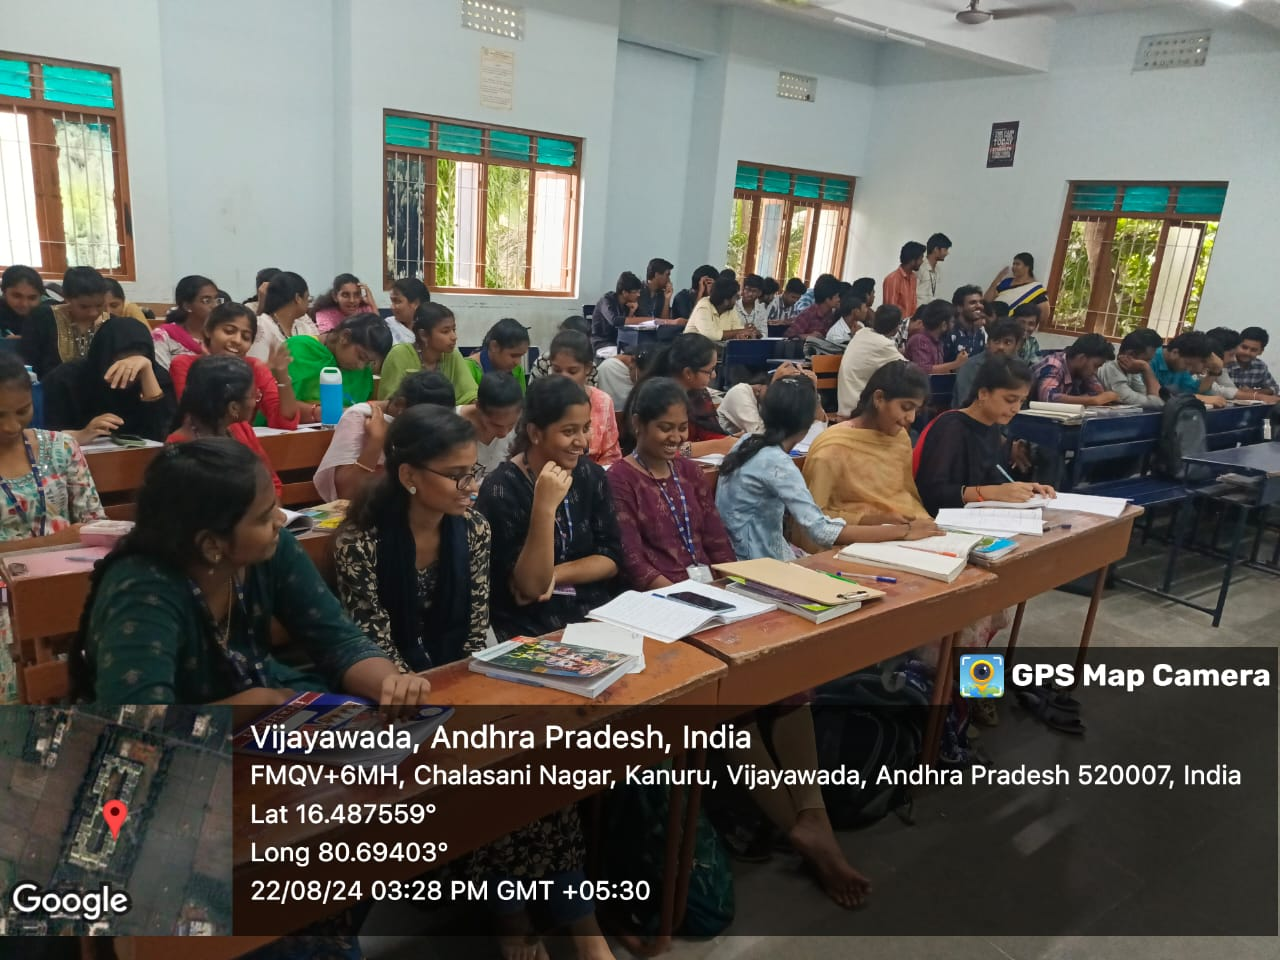 TODAY
GPS Map Camera
Vijayawada, Andhra Pradesh, India
FMQV+6MH, Chalasani Nagar, Kanuru, Vijayawada, Andhra Pradesh 520007, India
Lat 16.487559°
Long 80.69403°
22/08/24 03:28 PM GMT +05:30
Google